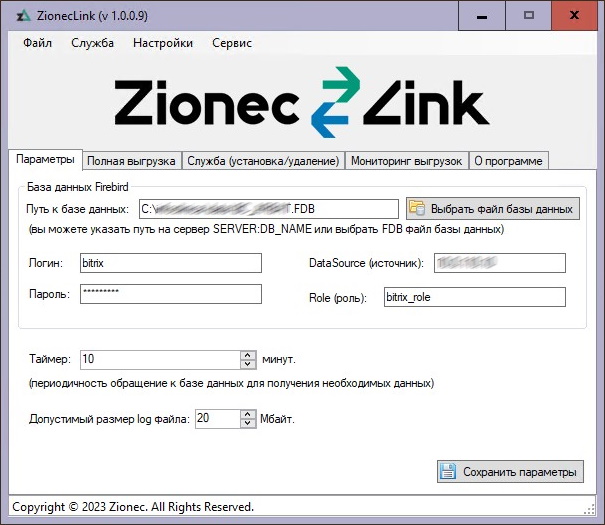 ZionecLink (v 1.0.0.9)
Файл Служба Настройки Сервис
Zionec Link
Параметры Полная выгрузка Служба (установка/удаление) Мониторинг выгрузок О программе
База данных Firebird
Путь к базе данных: C:\ T.FDB Выбрать файл базы данных
(вы можете указать путь на сервер SERVER:DB_NAME или выбрать FDB файл базы данных)
Логин: bitrix DataSource (источник):
Пароль: ********* Role (роль): bitrix_role
Таймер: 10 минут.
(периодичность обращение к базе данных для получения необходимых данных)
Допустимый размер log файла: 20 Мбайт.
Сохранить параметры
Copyright © 2023 Zionec. All Rights Reserved.